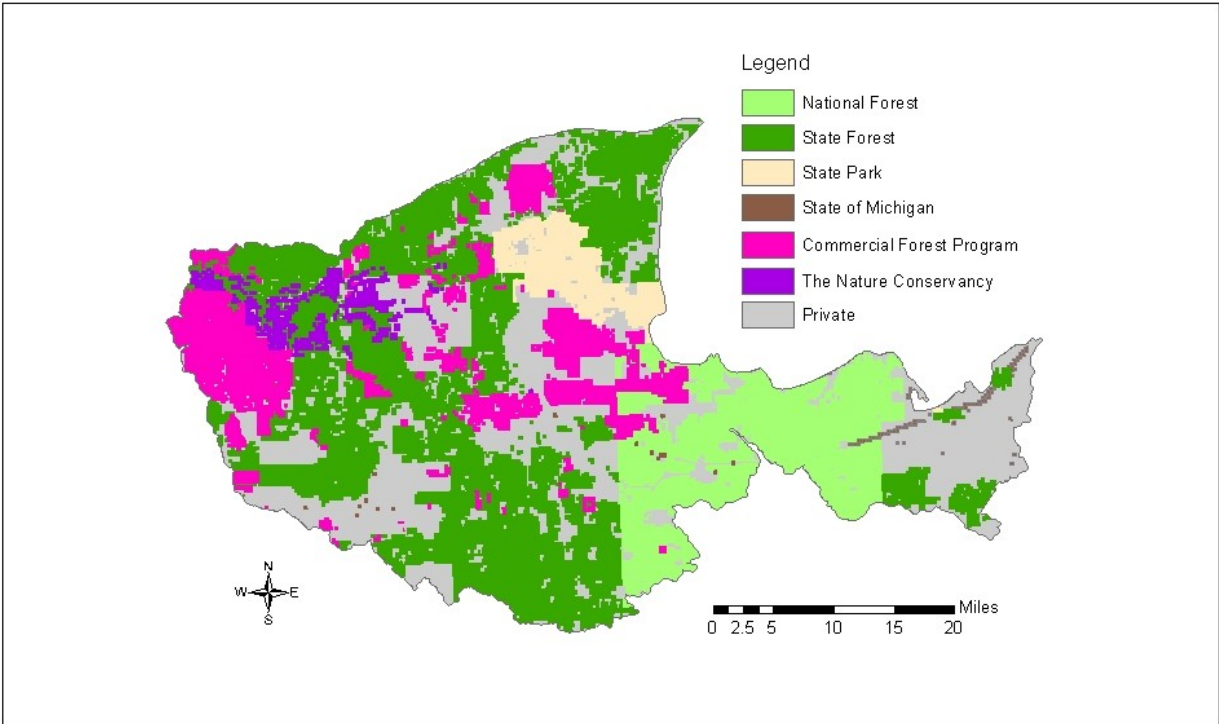 Legend
National Forest
State Forest
State Park
State of Michigan
Commercial Forest Program
The Nature Conservancy
Private
N
W E
S
Miles
0 2.5 5 10 15 20